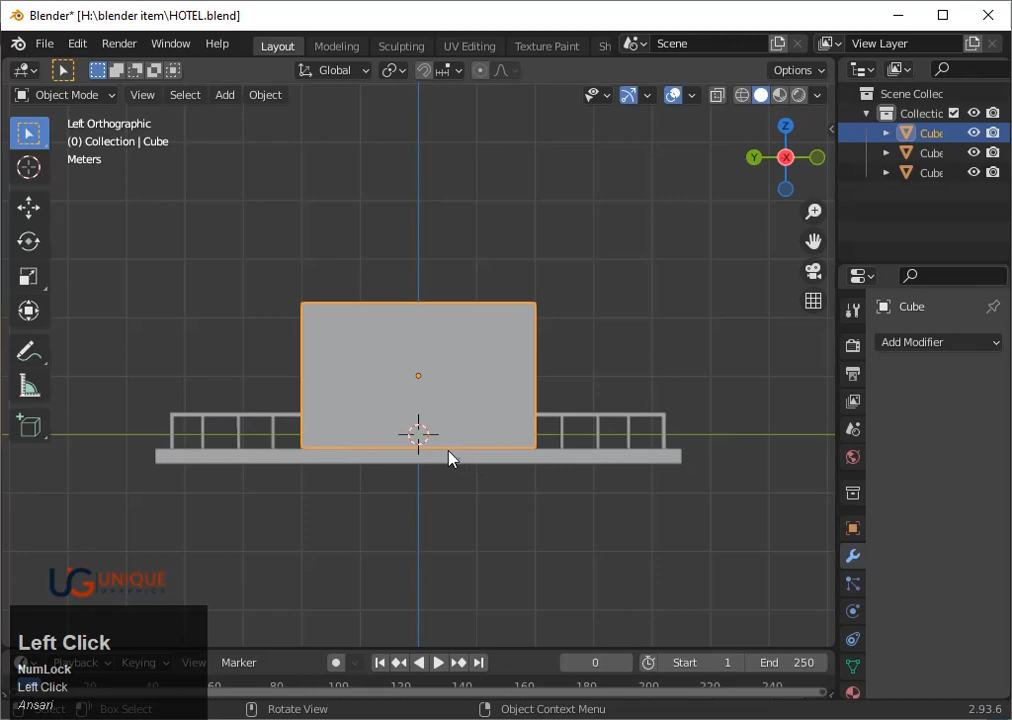 Blender* [H:\blender item\HOTEL.blend]
File Edit Render Window Help Layout Modeling Sculpting UV Editing Texture Paint Sh Scene View Layer
Global Options
Object Mode View Select Add Object
Left Orthographic
(0) Collection | Cube
Meters
Z
Y
X
Scene Collec
Collectic
Cube
Cube
Cube
Cube
Add Modifier
UG UNIQUE
GRAPHICS
Left Click
NumLock
Left Click
Ansari
Playback Keying View Marker 0 Start 1 End 250
20 40 60 80 100 120 140 160 180 200 220 240
Select Box Select Rotate View Object Context Menu 2.93.6